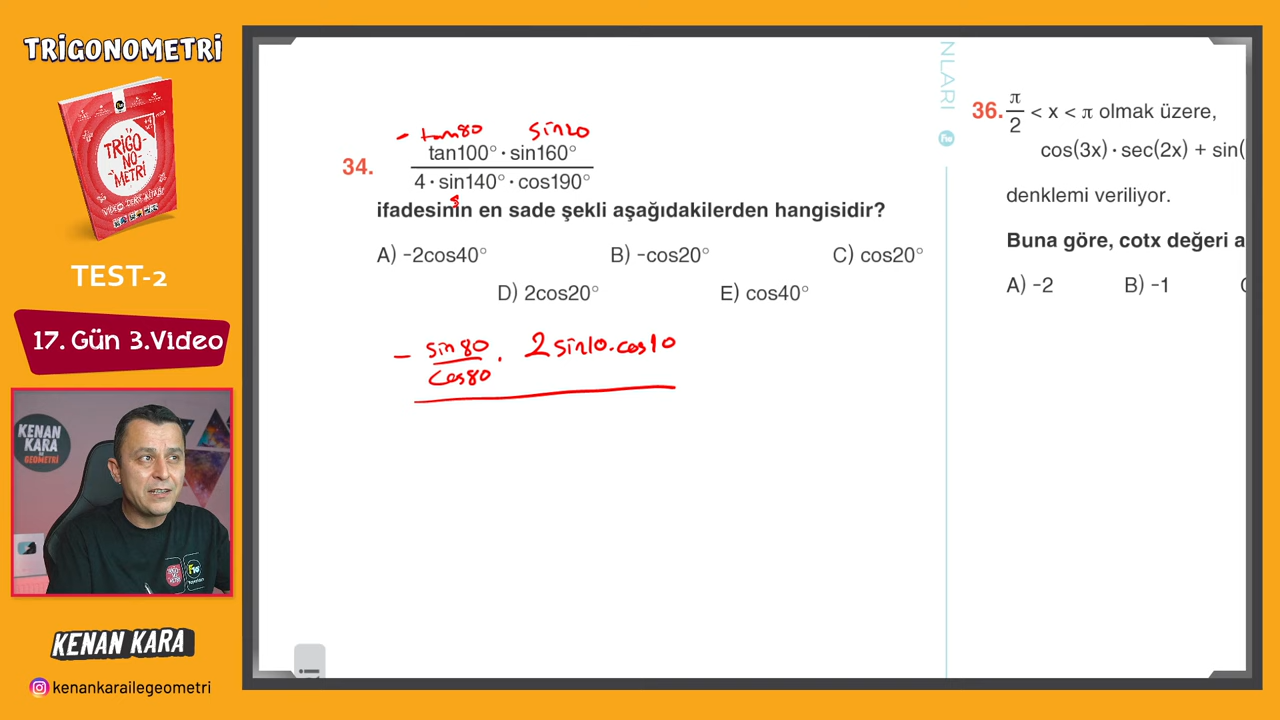 TRİGONOMETRİ
TRİGO-
NO-
METRİ
TEST-2
17. Gün 3.Video
KENAN
KARA
GEOMETRİ
KENAN KARA
kenankarailegeometri
- tan80 sin20
34. tan100° · sin160°
4 · sin140° · cos190°
ifadesinin en sade şekli aşağıdakilerden hangisidir?
A) -2cos40° B) -cos20° C) cos20°
D) 2cos20° E) cos40°
- sin80 . 2sin10.cos10
cos80
NLARI
36. π/2 < x < π olmak üzere,
cos(3x) · sec(2x) + sin(
denklemi veriliyor.
Buna göre, cotx değeri a
A) -2 B) -1